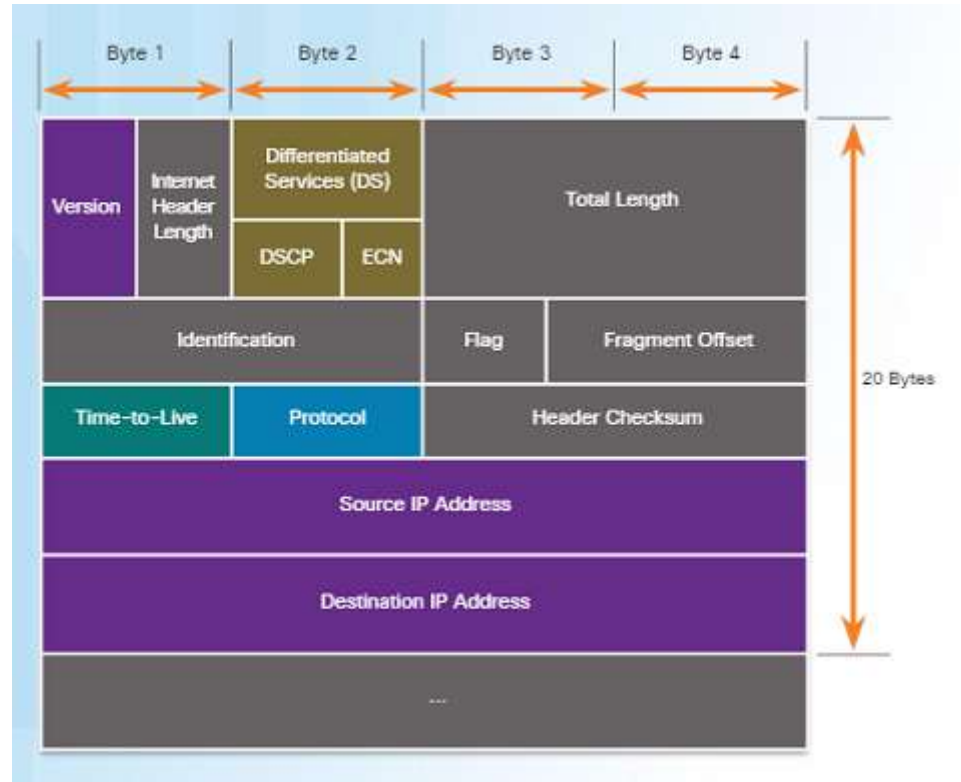 Byte 1
Byte 2
Byte 3
Byte 4
Version
Internet
Header
Length
Differentiated
Services (DS)
DSCP
ECN
Total Length
Identification
Flag
Fragment Offset
20 Bytes
Time-to-Live
Protocol
Header Checksum
Source IP Address
Destination IP Address
...